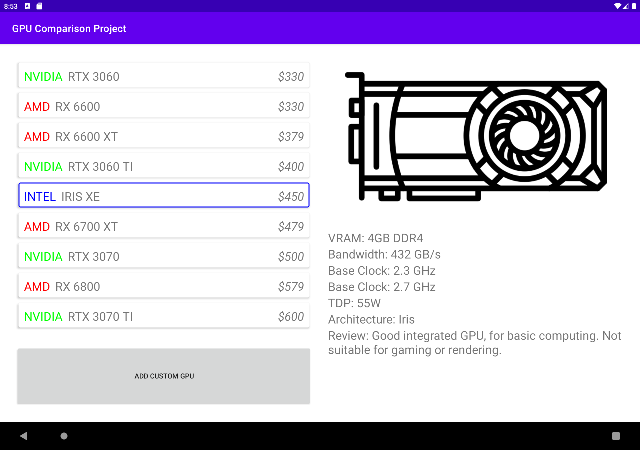 8:53
GPU Comparison Project
NVIDIA RTX 3060 $330
AMD RX 6600 $330
AMD RX 6600 XT $379
NVIDIA RTX 3060 TI $400
INTEL IRIS XE $450
AMD RX 6700 XT $479
NVIDIA RTX 3070 $500
AMD RX 6800 $579
NVIDIA RTX 3070 TI $600
ADD CUSTOM GPU
VRAM: 4GB DDR4
Bandwidth: 432 GB/s
Base Clock: 2.3 GHz
Base Clock: 2.7 GHz
TDP: 55W
Architecture: Iris
Review: Good integrated GPU, for basic computing. Not
suitable for gaming or rendering.